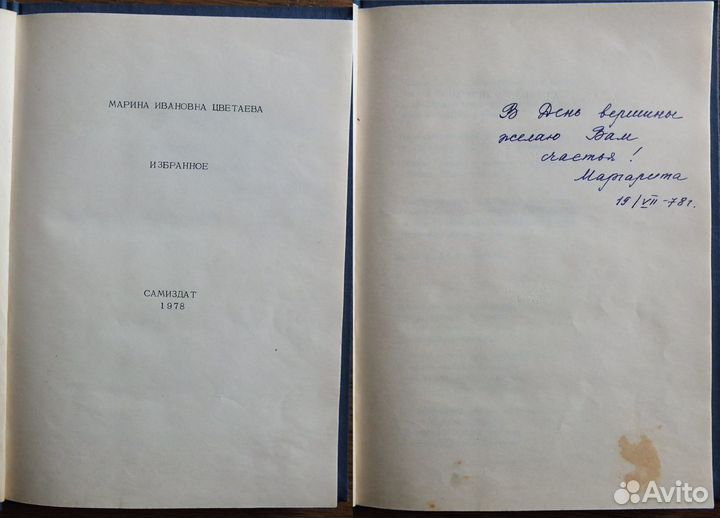 МАРИНА ИВАНОВНА ЦВЕТАЕВА
ИЗБРАННОЕ
САМИЗДАТ
1978
В День вершины
желаю Вам
счастья!
Маргарита
19/VII-78г.
Avito